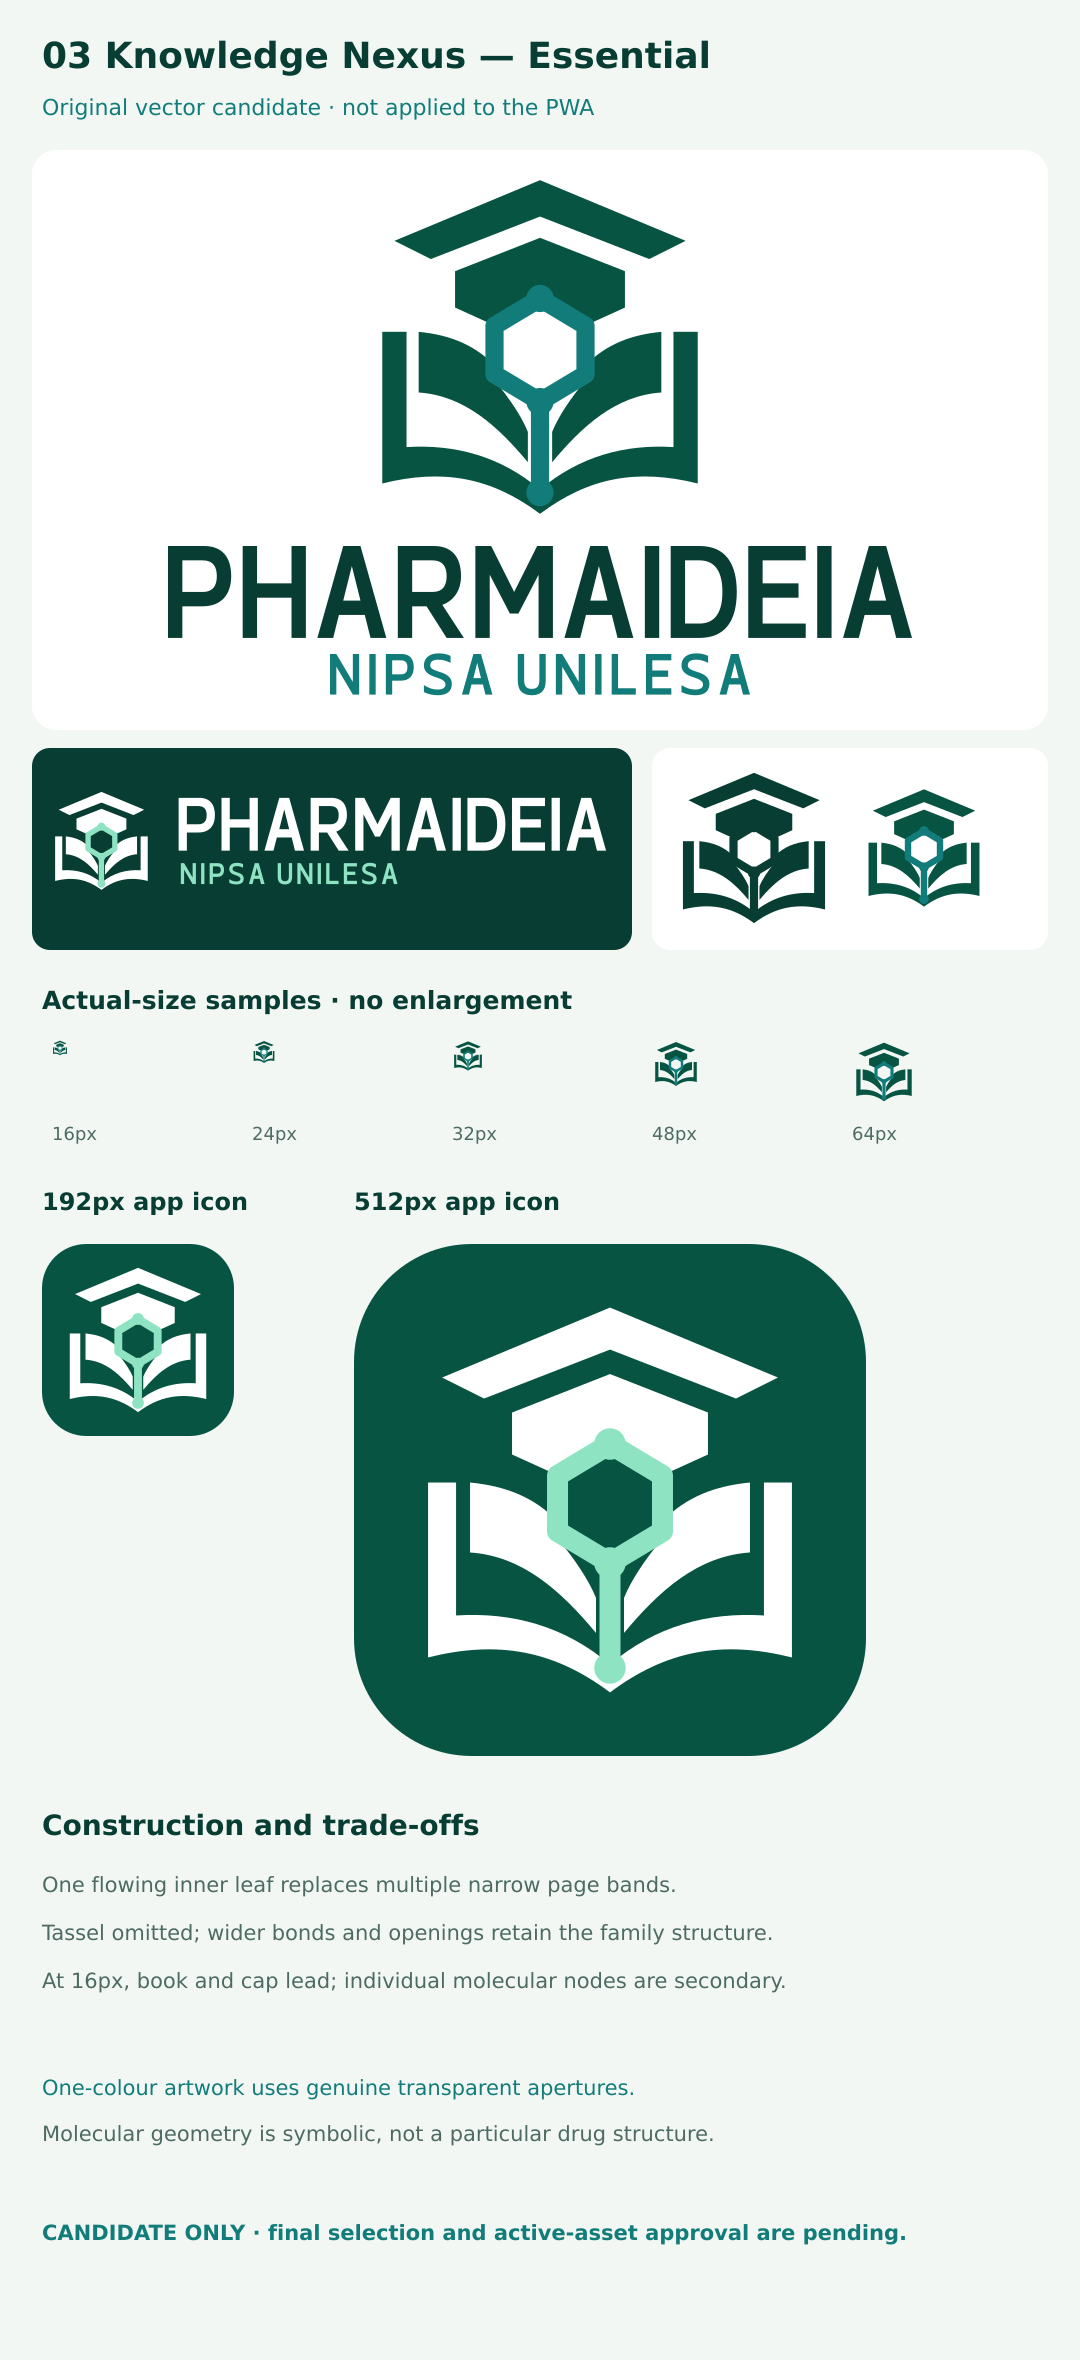 03 Knowledge Nexus — Essential
Original vector candidate · not applied to the PWA
PHARMAIDEIA
NIPSA UNILESA
PHARMAIDEIA
NIPSA UNILESA
Actual-size samples · no enlargement
16px 24px 32px 48px 64px
192px app icon 512px app icon
Construction and trade-offs
One flowing inner leaf replaces multiple narrow page bands.
Tassel omitted; wider bonds and openings retain the family structure.
At 16px, book and cap lead; individual molecular nodes are secondary.
One-colour artwork uses genuine transparent apertures.
Molecular geometry is symbolic, not a particular drug structure.
CANDIDATE ONLY · final selection and active-asset approval are pending.